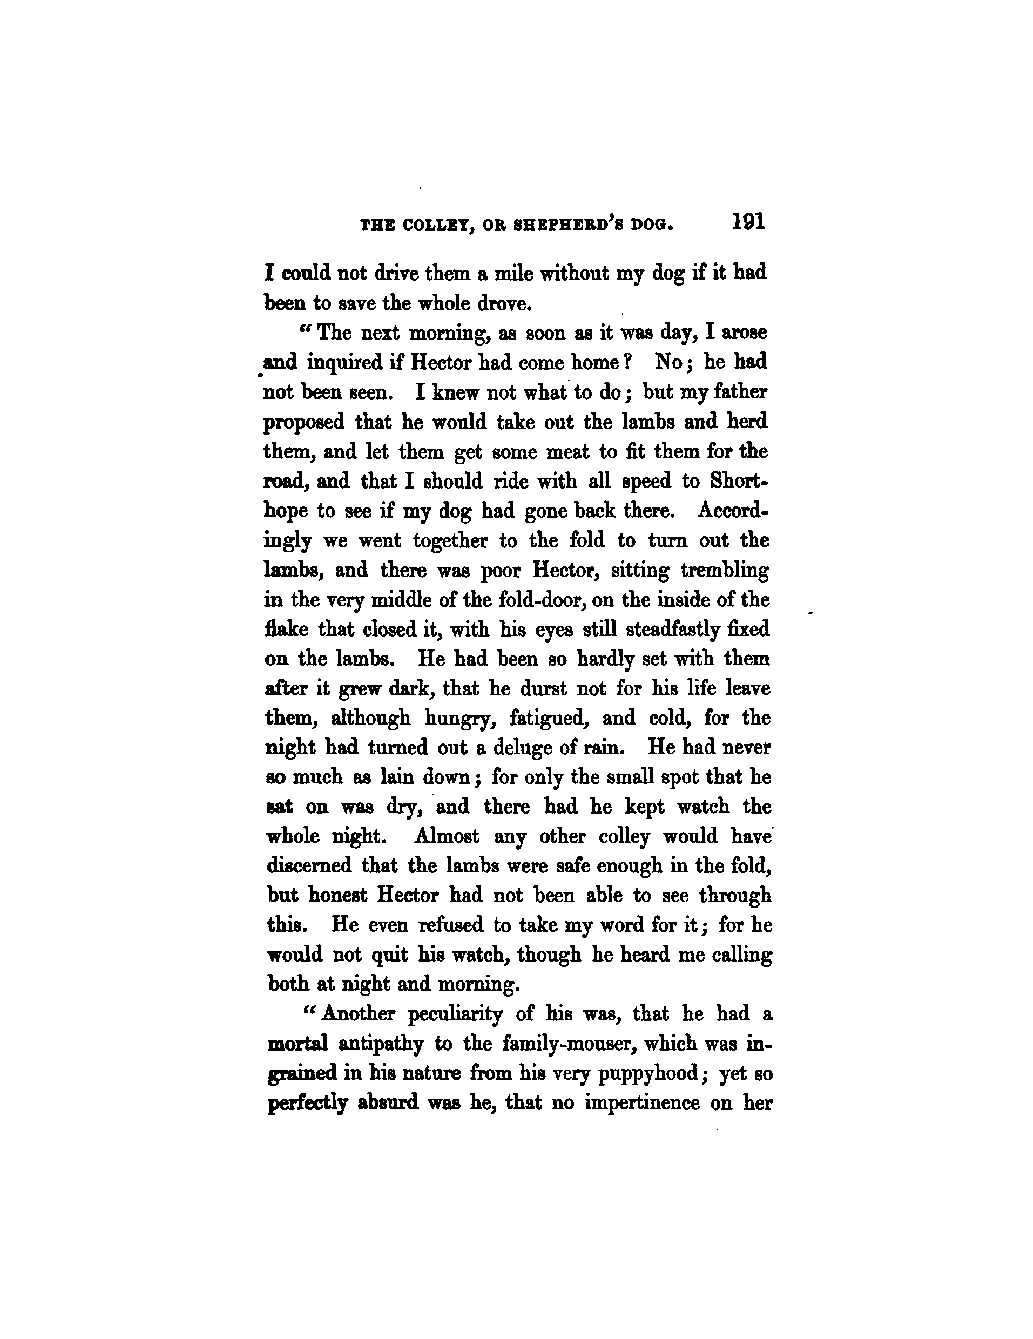 THE COLLEY, OR SHEPHERD'S DOG. 191
I could not drive them a mile without my dog if it had
been to save the whole drove.
“The next morning, as soon as it was day, I arose
and inquired if Hector had come home? No; he had
not been seen. I knew not what to do; but my father
proposed that he would take out the lambs and herd
them, and let them get some meat to fit them for the
road, and that I should ride with all speed to Short-
hope to see if my dog had gone back there. Accord-
ingly we went together to the fold to turn out the
lambs, and there was poor Hector, sitting trembling
in the very middle of the fold-door, on the inside of the
flake that closed it, with his eyes still steadfastly fixed
on the lambs. He had been so hardly set with them
after it grew dark, that he durst not for his life leave
them, although hungry, fatigued, and cold, for the
night had turned out a deluge of rain. He had never
so much as lain down; for only the small spot that he
sat on was dry, and there had he kept watch the
whole night. Almost any other colley would have
discerned that the lambs were safe enough in the fold,
but honest Hector had not been able to see through
this. He even refused to take my word for it; for he
would not quit his watch, though he heard me calling
both at night and morning.
“Another peculiarity of his was, that he had a
mortal antipathy to the family-mouser, which was in-
grained in his nature from his very puppyhood; yet so
perfectly absurd was he, that no impertinence on her